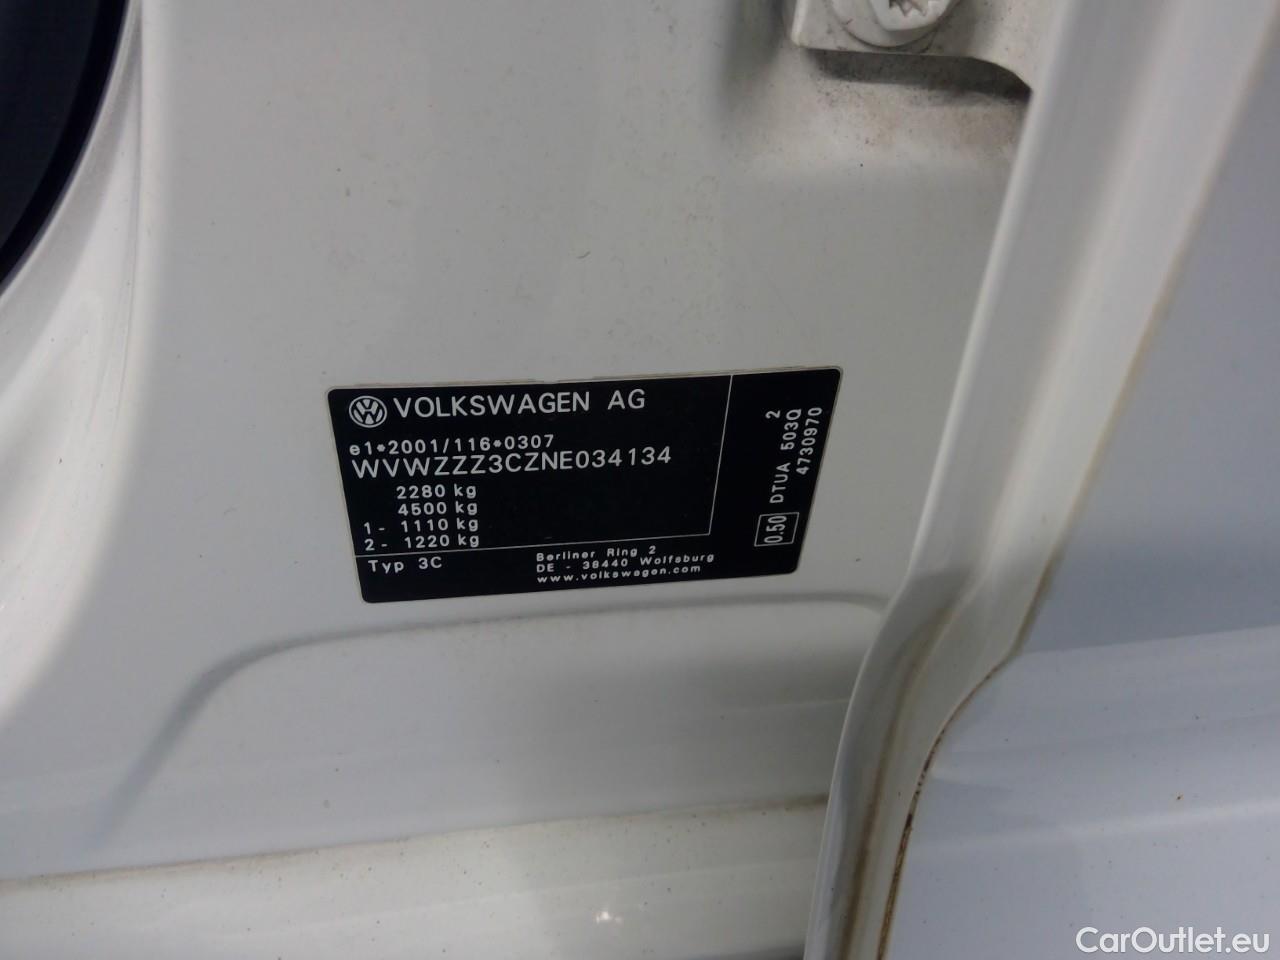 VOLKSWAGEN AG
e1*2001/116*0307
WVWZZZ3CZNE034134
2280 kg
4500 kg
1- 1110 kg
2- 1220 kg
Typ 3C
Berliner Ring 2
DE - 38440 Wolfsburg
www.volkswagen.com
2
0.50 DTUA 503Q
4730970
CarOutlet.eu